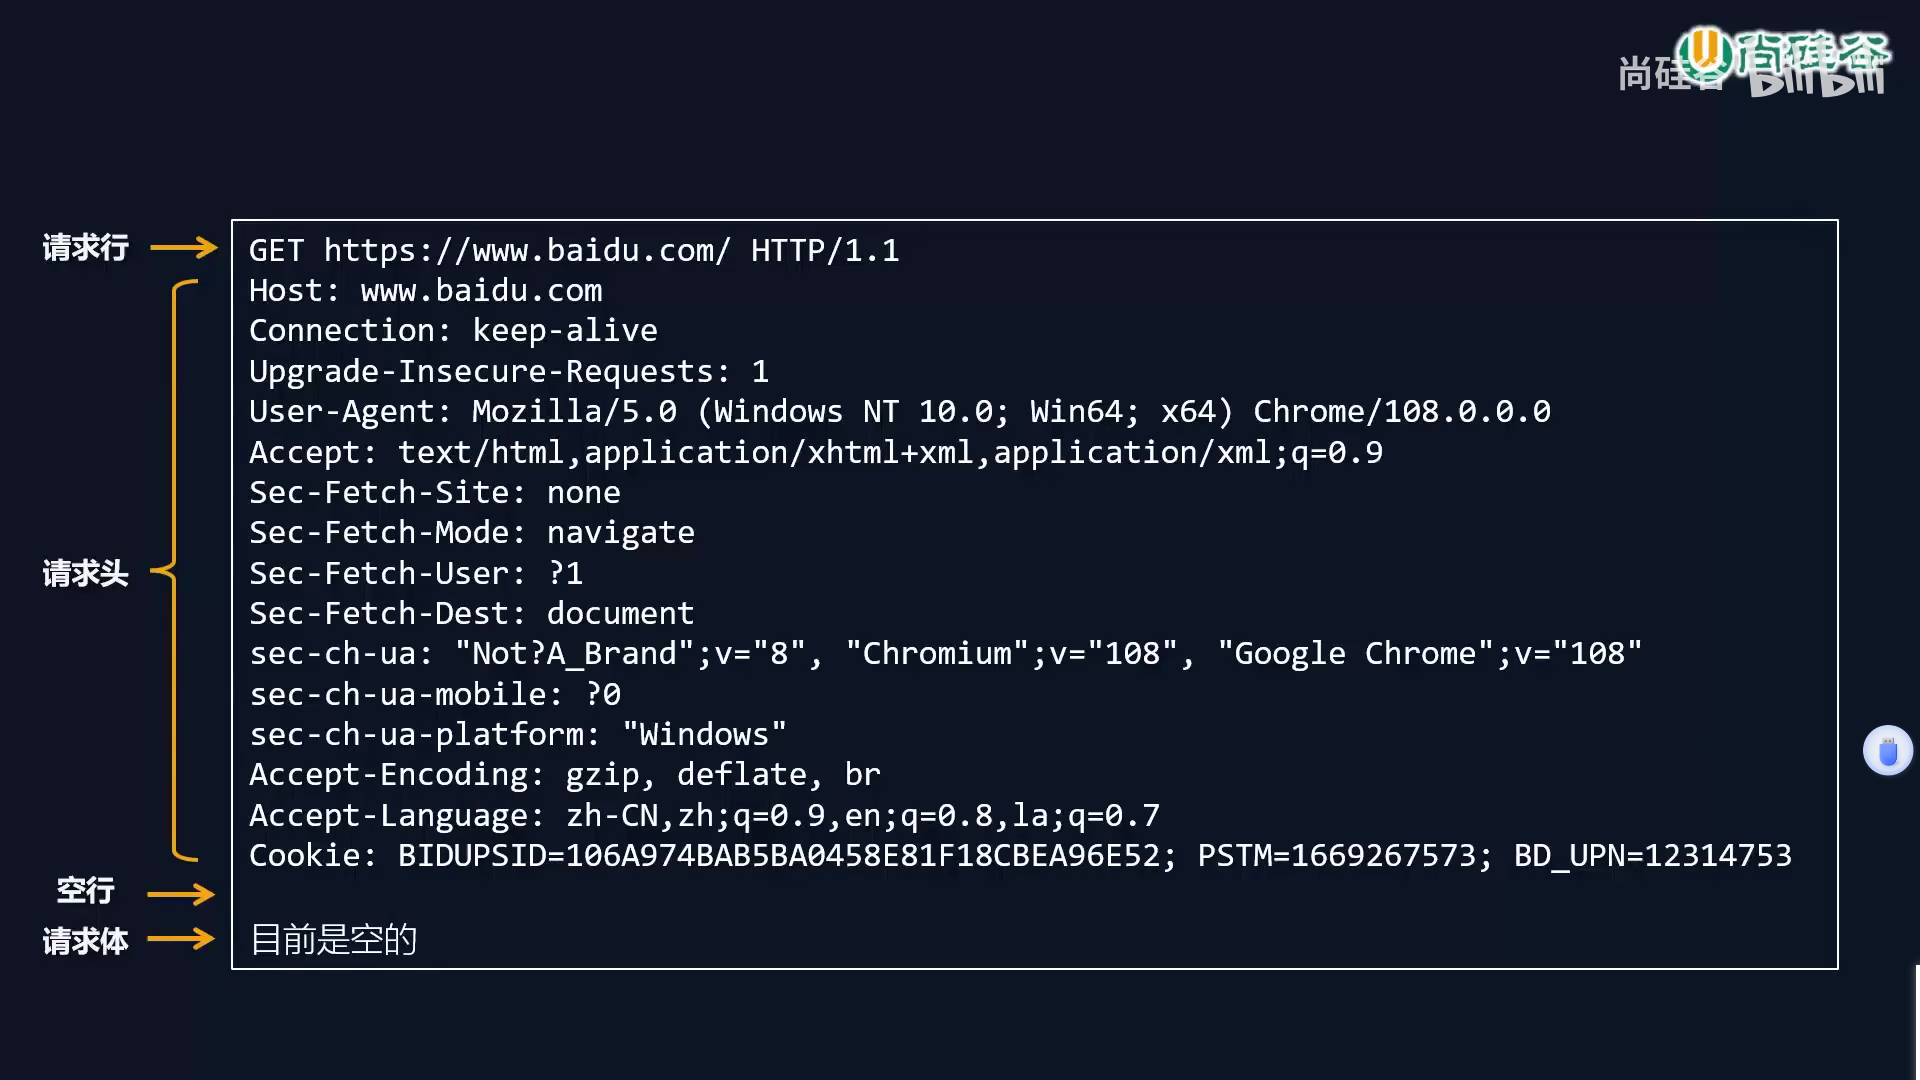 尚硅谷
尚硅谷 bilibili
请求行
GET https://www.baidu.com/ HTTP/1.1
Host: www.baidu.com
Connection: keep-alive
Upgrade-Insecure-Requests: 1
User-Agent: Mozilla/5.0 (Windows NT 10.0; Win64; x64) Chrome/108.0.0.0
Accept: text/html,application/xhtml+xml,application/xml;q=0.9
Sec-Fetch-Site: none
Sec-Fetch-Mode: navigate
请求头
Sec-Fetch-User: ?1
Sec-Fetch-Dest: document
sec-ch-ua: "Not?A_Brand";v="8", "Chromium";v="108", "Google Chrome";v="108"
sec-ch-ua-mobile: ?0
sec-ch-ua-platform: "Windows"
Accept-Encoding: gzip, deflate, br
Accept-Language: zh-CN,zh;q=0.9,en;q=0.8,la;q=0.7
Cookie: BIDUPSID=106A974BAB5BA0458E81F18CBEA96E52; PSTM=1669267573; BD_UPN=12314753
空行
请求体
目前是空的